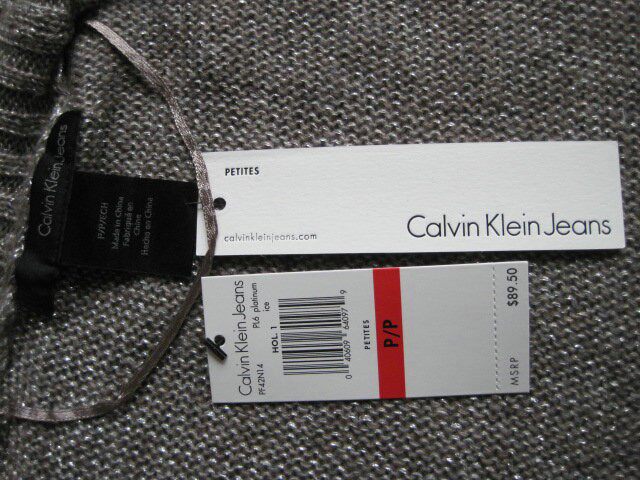 Calvin Klein Jeans
P/P/ECH
Made in China
Fabriqué en
Chine
Hecho en China
PETITES
calvinkleinjeans.com
Calvin Klein Jeans
Calvin Klein Jeans
PF42N14
PL6 platinum
ice
HOL. 1
0 40609 64097 9
PETITES
P/P
$89.50
MSRP